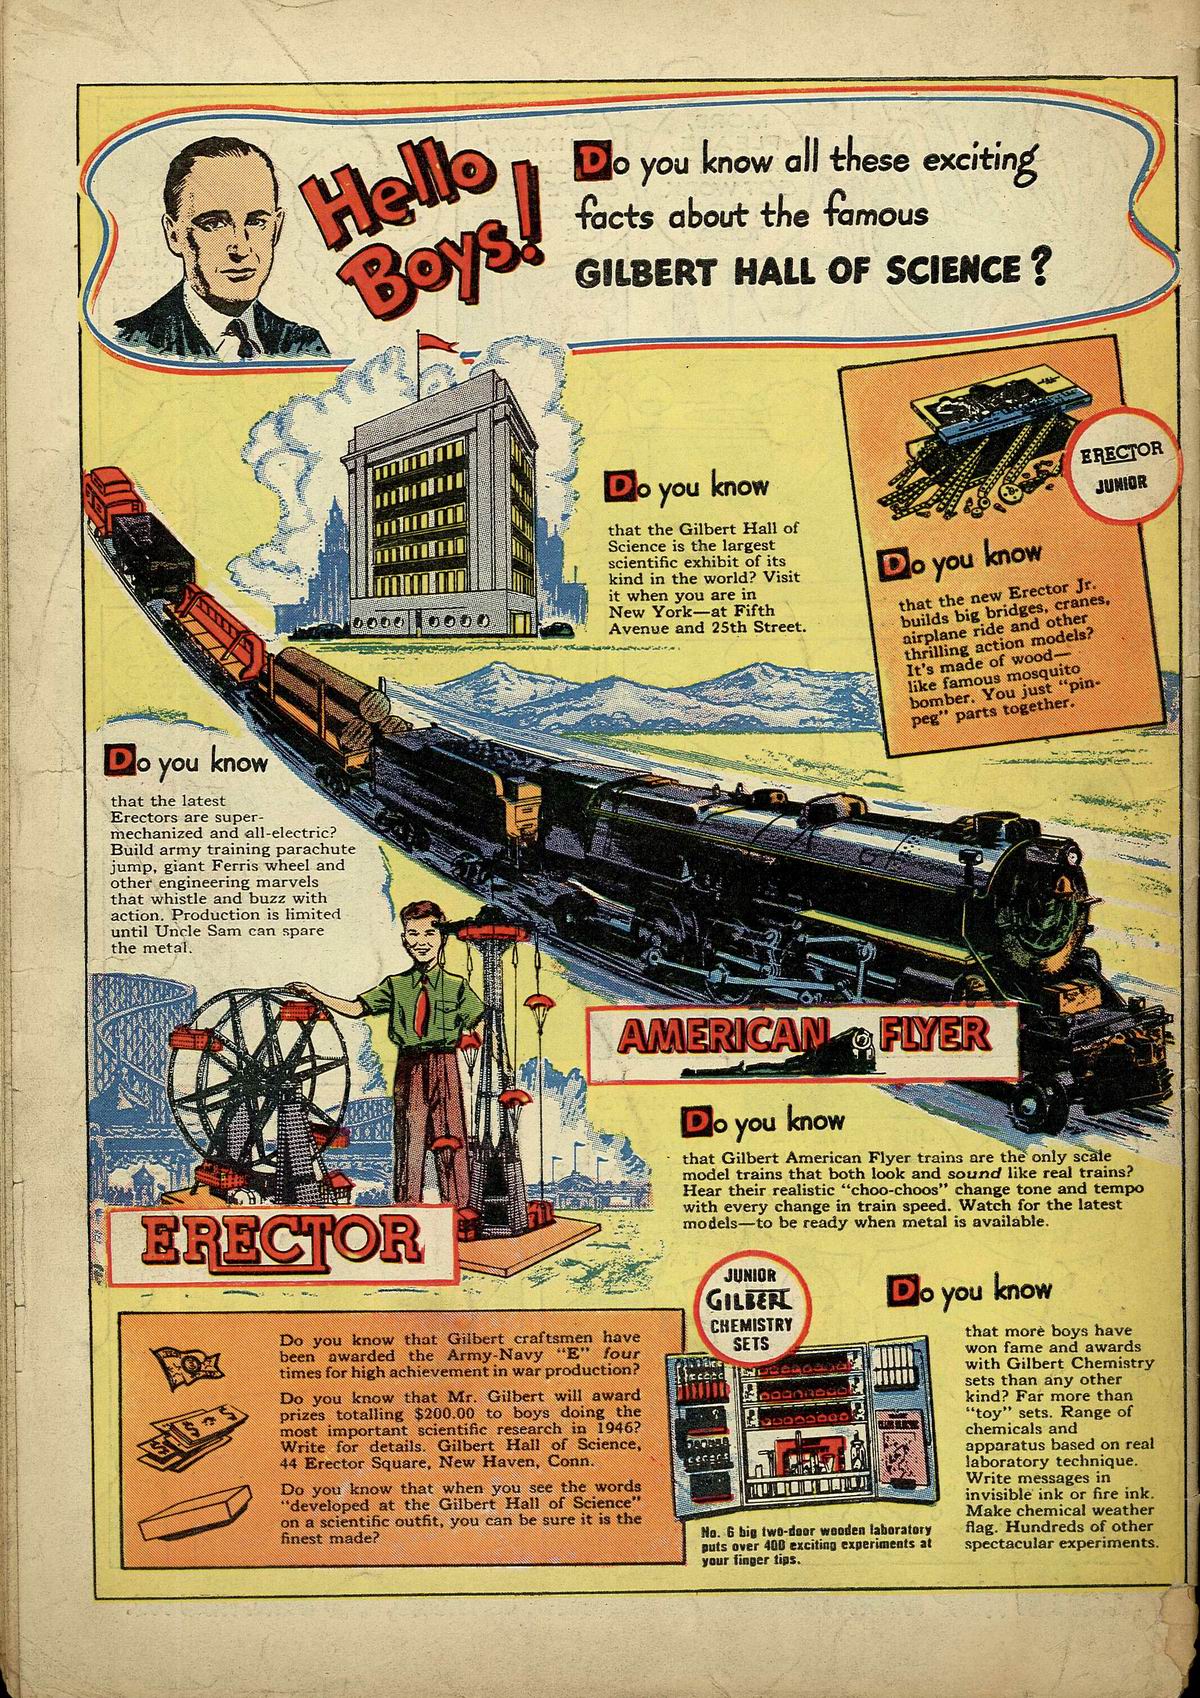 Hello
Boys!
Do you know all these exciting
facts about the famous
GILBERT HALL OF SCIENCE?
Do you know
that the Gilbert Hall of
Science is the largest
scientific exhibit of its
kind in the world? Visit
it when you are in
New York—at Fifth
Avenue and 25th Street.
ERECTOR
JUNIOR
Do you know
that the new Erector Jr.
builds big bridges, cranes,
airplane ride and other
thrilling action models?
It's made of wood—
like famous mosquito
bomber. You just "pin-
peg" parts together.
Do you know
that the latest
Erectors are super-
mechanized and all-electric?
Build army training parachute
jump, giant Ferris wheel and
other engineering marvels
that whistle and buzz with
action. Production is limited
until Uncle Sam can spare
the metal.
ERECTOR
AMERICAN FLYER
Do you know
that Gilbert American Flyer trains are the only scale
model trains that both look and sound like real trains?
Hear their realistic "choo-choos" change tone and tempo
with every change in train speed. Watch for the latest
models—to be ready when metal is available.
Do you know that Gilbert craftsmen have
been awarded the Army-Navy "E" four
times for high achievement in war production?
Do you know that Mr. Gilbert will award
prizes totalling $200.00 to boys doing the
most important scientific research in 1946?
Write for details. Gilbert Hall of Science,
44 Erector Square, New Haven, Conn.
Do you know that when you see the words
"developed at the Gilbert Hall of Science"
on a scientific outfit, you can be sure it is the
finest made?
JUNIOR
GILBERT
CHEMISTRY
SETS
No. 6 big two-door wooden laboratory
puts over 400 exciting experiments at
your finger tips.
Do you know
that more boys have
won fame and awards
with Gilbert Chemistry
sets than any other
kind? Far more than
"toy" sets. Range of
chemicals and
apparatus based on real
laboratory technique.
Write messages in
invisible ink or fire ink.
Make chemical weather
flag. Hundreds of other
spectacular experiments.